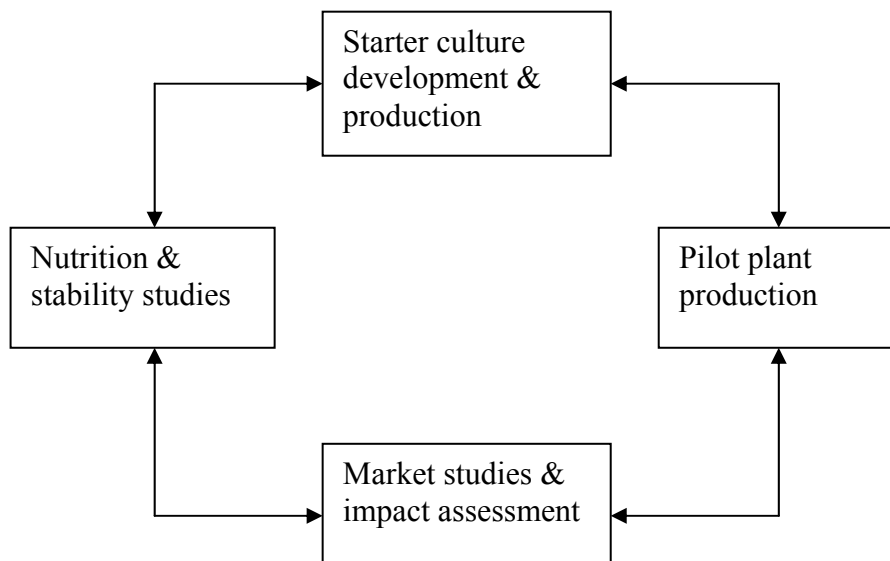 Starter culture
development &
production
Nutrition &
stability studies
Pilot plant
production
Market studies &
impact assessment